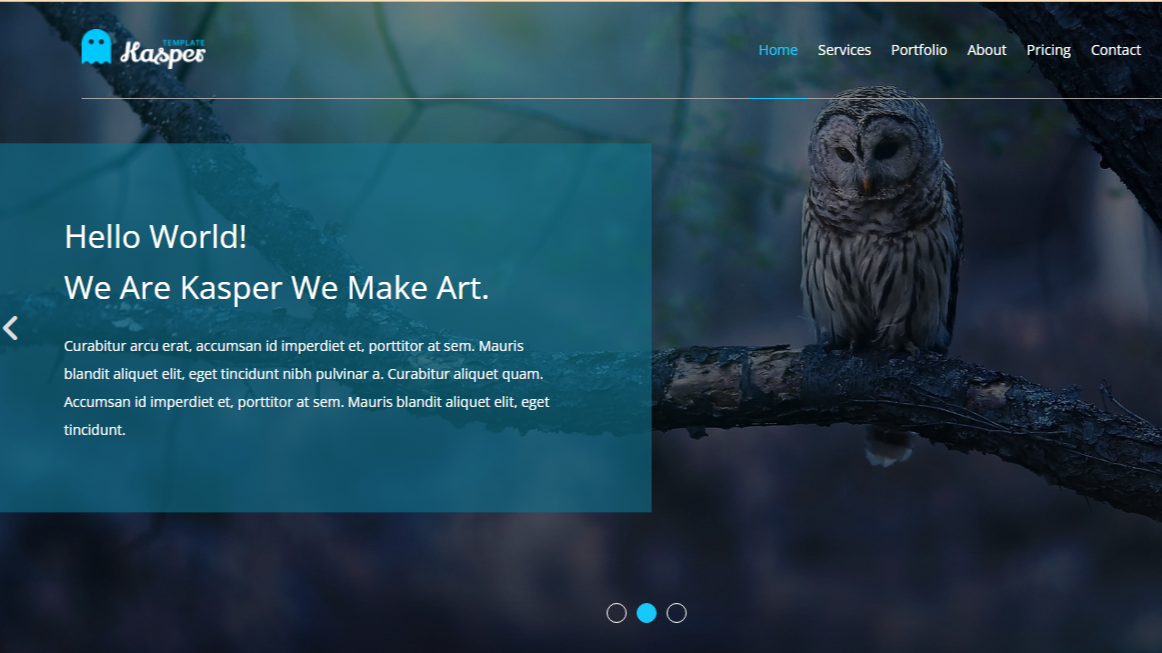 TEMPLATE
Kasper
Home Services Portfolio About Pricing Contact
Hello World!
We Are Kasper We Make Art.
Curabitur arcu erat, accumsan id imperdiet et, porttitor at sem. Mauris
blandit aliquet elit, eget tincidunt nibh pulvinar a. Curabitur aliquet quam.
Accumsan id imperdiet et, porttitor at sem. Mauris blandit aliquet elit, eget
tincidunt.